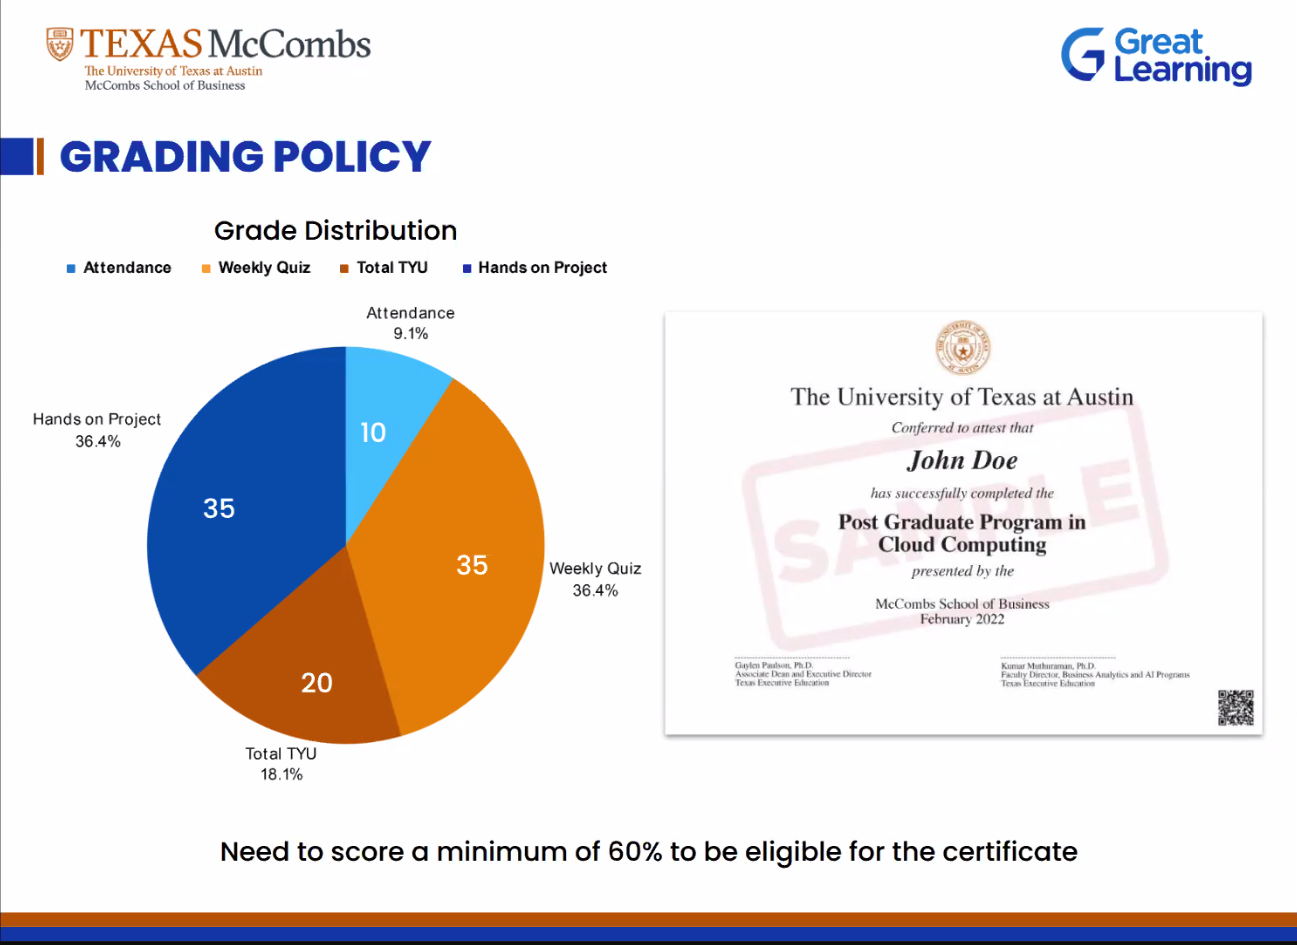 TEXAS McCombs
The University of Texas at Austin
McCombs School of Business
Great
Learning
GRADING POLICY
Grade Distribution
Attendance Weekly Quiz Total TYU Hands on Project
Attendance
9.1%
10
Hands on Project
36.4%
35
35
Weekly Quiz
36.4%
20
Total TYU
18.1%
THE UNIVERSITY OF TEXAS AT AUSTIN
The University of Texas at Austin
Conferred to attest that
John Doe
has successfully completed the
Post Graduate Program in
Cloud Computing
presented by the
McCombs School of Business
February 2022
SAMPLE
Gaylen Paulson, Ph.D.
Associate Dean and Executive Director
Texas Executive Education
Kumar Muthuraman, Ph.D.
Faculty Director, Business Analytics and AI Programs
Texas Executive Education
Need to score a minimum of 60% to be eligible for the certificate